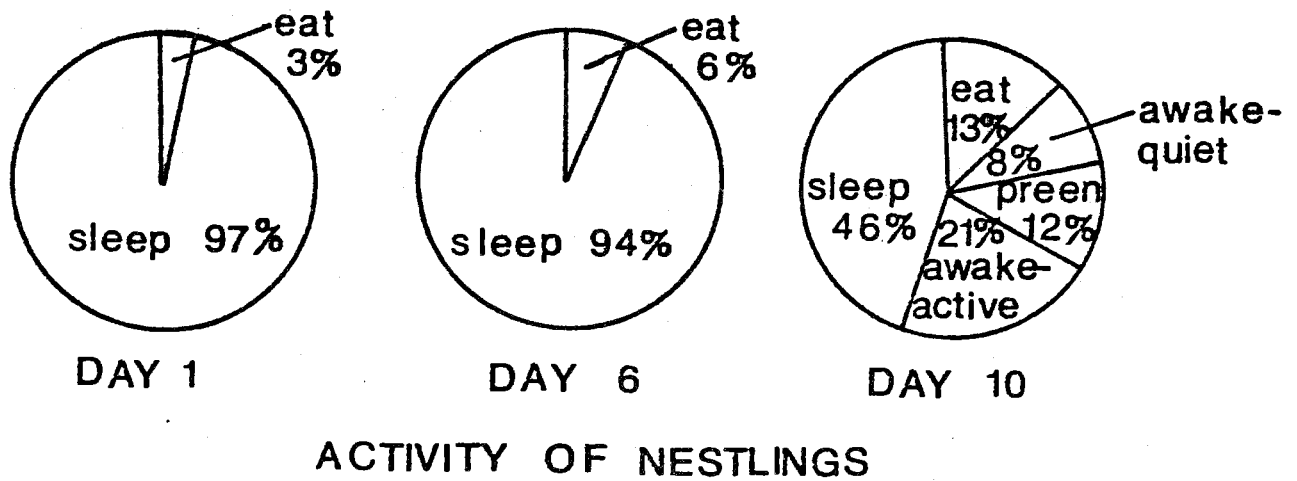 eat
3%
sleep 97%
DAY 1
eat
6%
sleep 94%
DAY 6
eat
13%
awake-
quiet
8%
preen
12%
sleep
46%
21%
awake-
active
DAY 10
ACTIVITY OF NESTLINGS